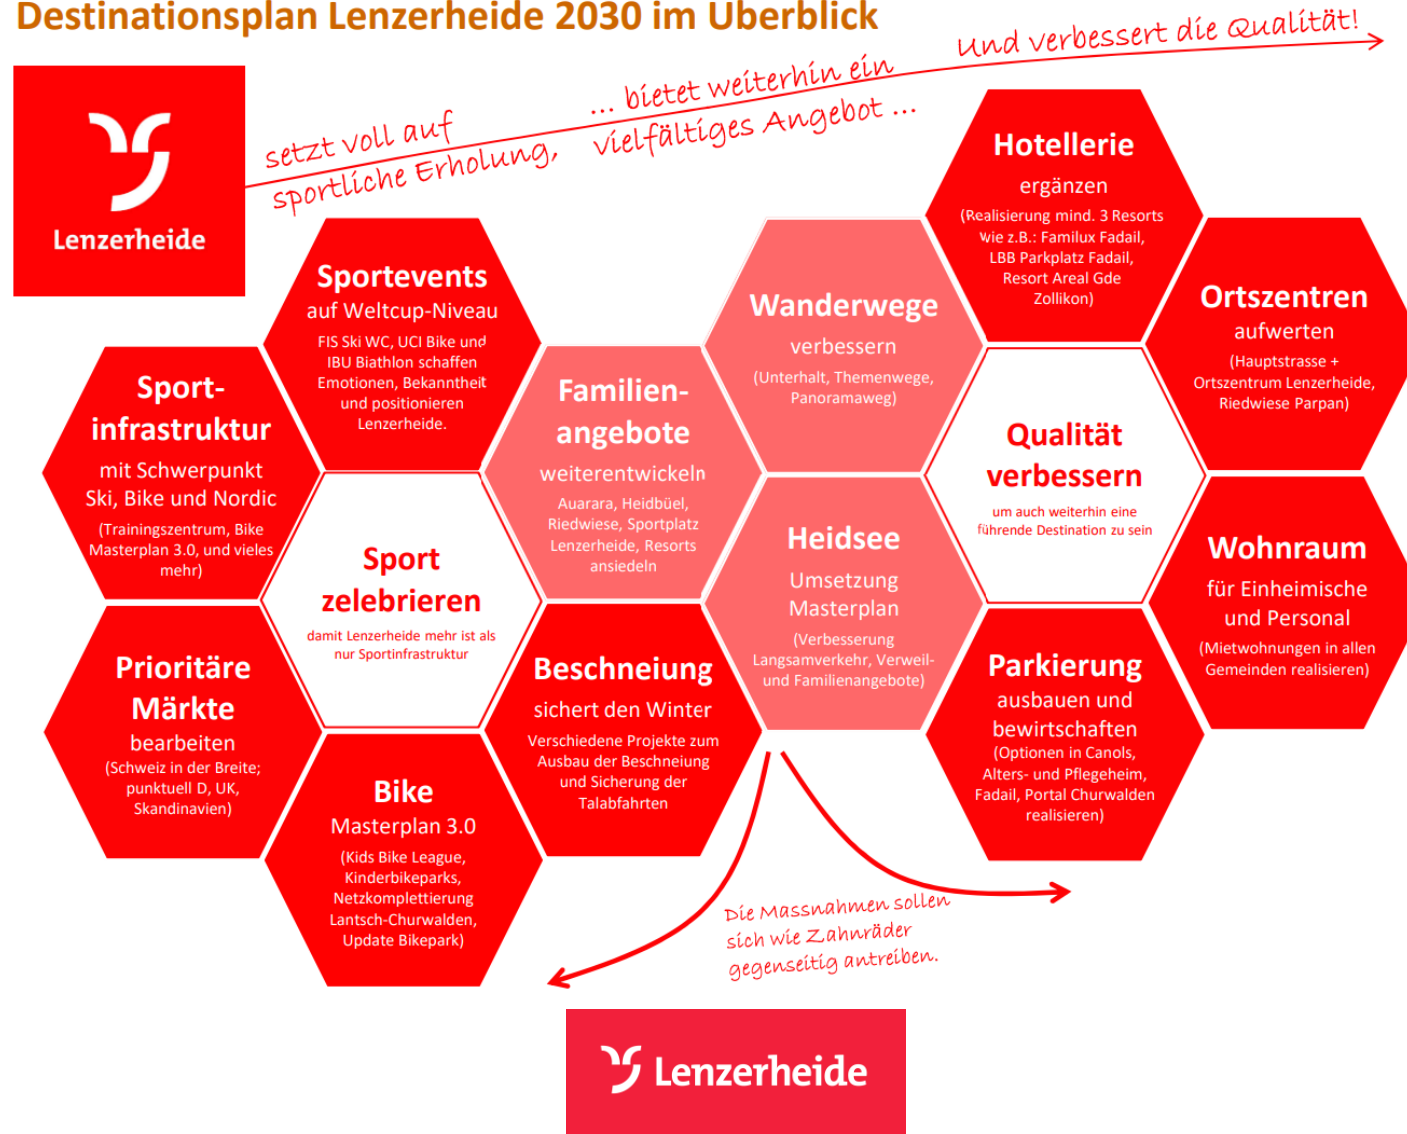 Destinationsplan Lenzerheide 2030 im Überblick
setzt voll auf
sportliche Erholung,
... bietet weiterhin ein
vielfältiges Angebot ...
Und verbessert die Qualität!
Lenzerheide
Sportevents
auf Weltcup-Niveau
FIS Ski WC, UCI Bike und
IBU Biathlon schaffen
Emotionen, Bekanntheit
und positionieren
Lenzerheide.
Sport-
infrastruktur
mit Schwerpunkt
Ski, Bike und Nordic
(Trainingszentrum, Bike
Masterplan 3.0, und vieles
mehr)
Sport
zelebrieren
damit Lenzerheide mehr ist als
nur Sportinfrastruktur
Prioritäre
Märkte
bearbeiten
(Schweiz in der Breite;
punktuell D, UK,
Skandinavien)
Bike
Masterplan 3.0
(Kids Bike League,
Kinderbikeparks,
Netzkomplettierung
Lantsch-Churwalden,
Update Bikepark)
Familien-
angebote
weiterentwickeln
Auarara, Heidbüel,
Riedwiese, Sportplatz
Lenzerheide, Resorts
ansiedeln
Beschneiung
sichert den Winter
Verschiedene Projekte zum
Ausbau der Beschneiung
und Sicherung der
Talabfahrten
Wanderwege
verbessern
(Unterhalt, Themenwege,
Panoramaweg)
Heidsee
Umsetzung
Masterplan
(Verbesserung
Langsamverkehr, Verweil-
und Familienangebote)
Hotellerie
ergänzen
(Realisierung mind. 3 Resorts
wie z.B.: Familux Fadail,
LBB Parkplatz Fadail,
Resort Areal Gde
Zollikon)
Qualität
verbessern
um auch weiterhin eine
führende Destination zu sein
Ortszentren
aufwerten
(Hauptstrasse +
Ortszentrum Lenzerheide,
Riedwiese Parpan)
Wohnraum
für Einheimische
und Personal
(Mietwohnungen in allen
Gemeinden realisieren)
Parkierung
ausbauen und
bewirtschaften
(Optionen in Canols,
Alters- und Pflegeheim,
Fadail, Portal Churwalden
realisieren)
Die Massnahmen sollen
sich wie Zahnräder
gegenseitig antreiben.
Lenzerheide